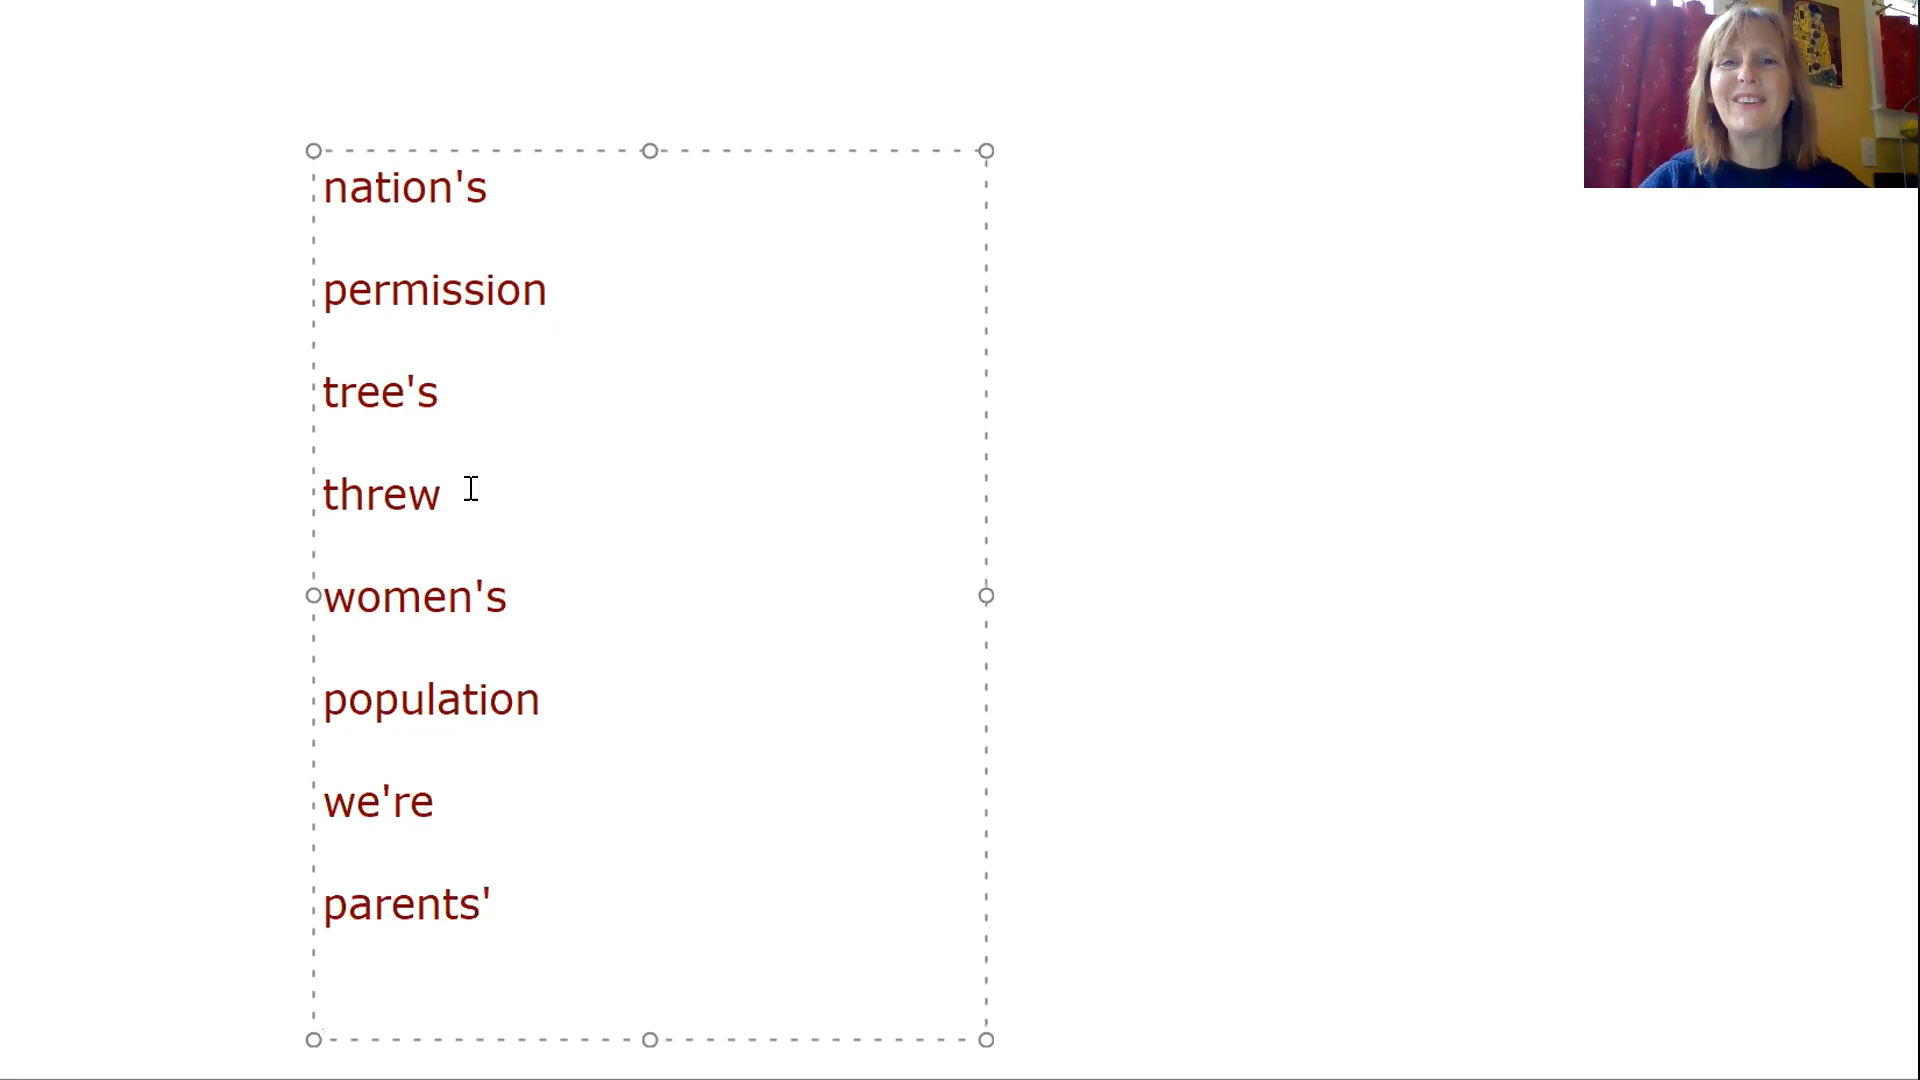 nation's
permission
tree's
threw
women's
population
we're
parents'